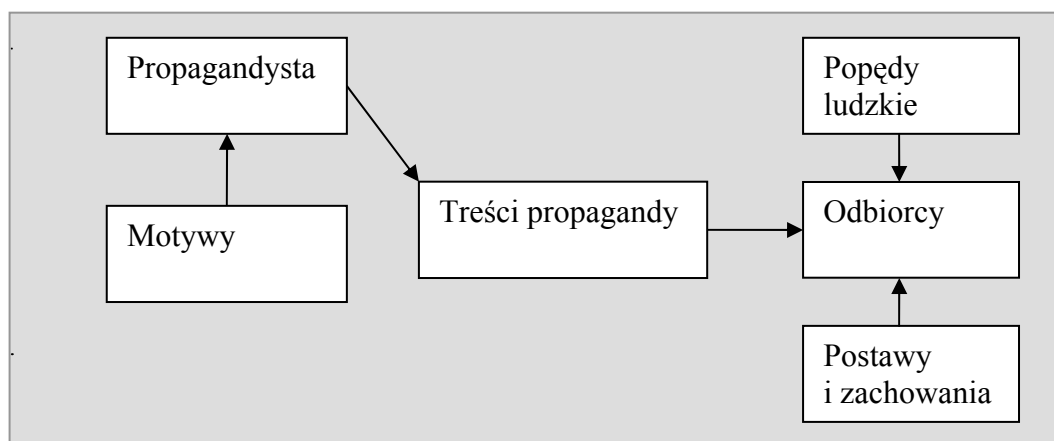 Propagandysta
Motywy
Treści propagandy
Popędy
ludzkie
Odbiorcy
Postawy
i zachowania